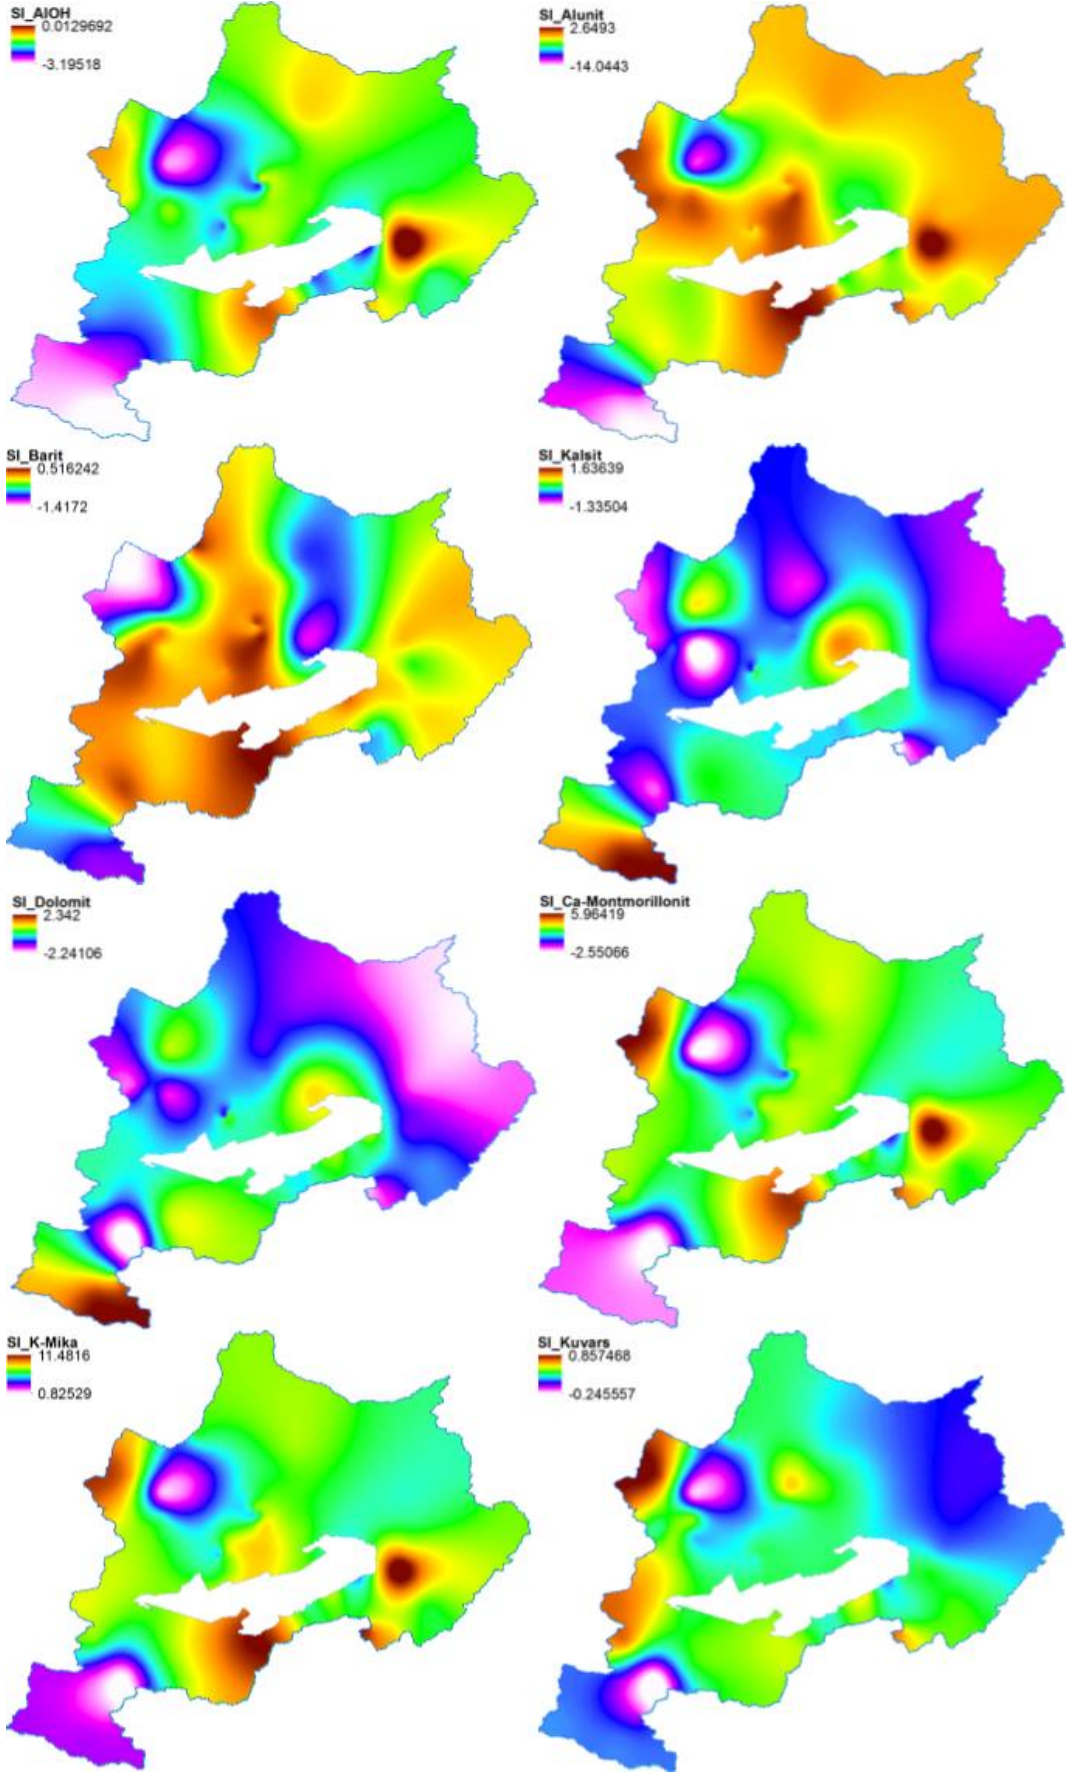 SI_AlOH
0.0129692
-3.19518
SI_Alunit
2.6493
-14.0443
SI_Barit
0.516242
-1.4172
SI_Kalsit
1.63639
-1.33504
SI_Dolomit
2.342
-2.24106
SI_Ca-Montmorillonit
5.96419
-2.55066
SI_K-Mika
11.4816
0.82529
SI_Kuvars
0.857468
-0.245557